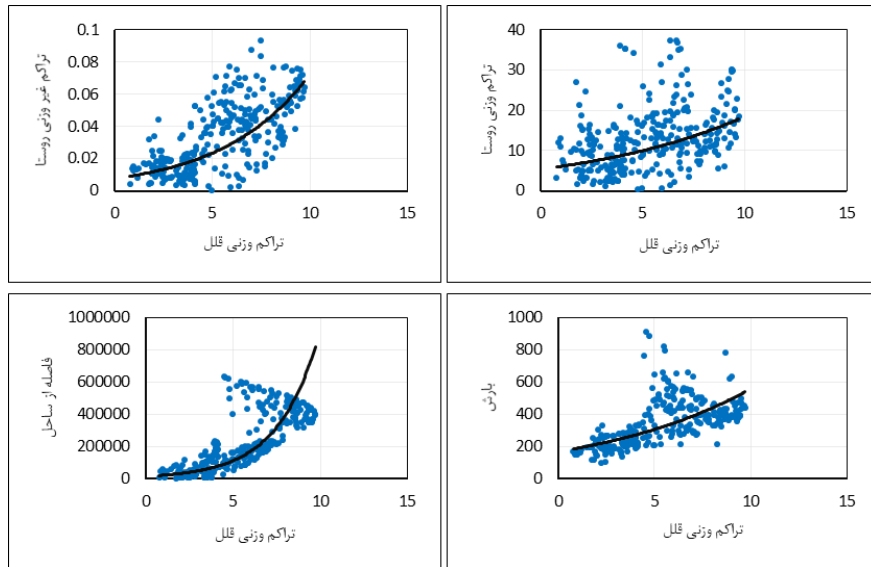 0.1
0.08
0.06
0.04
0.02
0
0 5 10 15
تراکم غیر وزنی روستا
تراکم وزنی قلل
40
30
20
10
0
0 5 10 15
تراکم وزنی روستا
تراکم وزنی قلل
1000000
800000
600000
400000
200000
0
0 5 10 15
فاصله از ساحل
تراکم وزنی قلل
1000
800
600
400
200
0
0 5 10 15
بارش
تراکم وزنی قلل